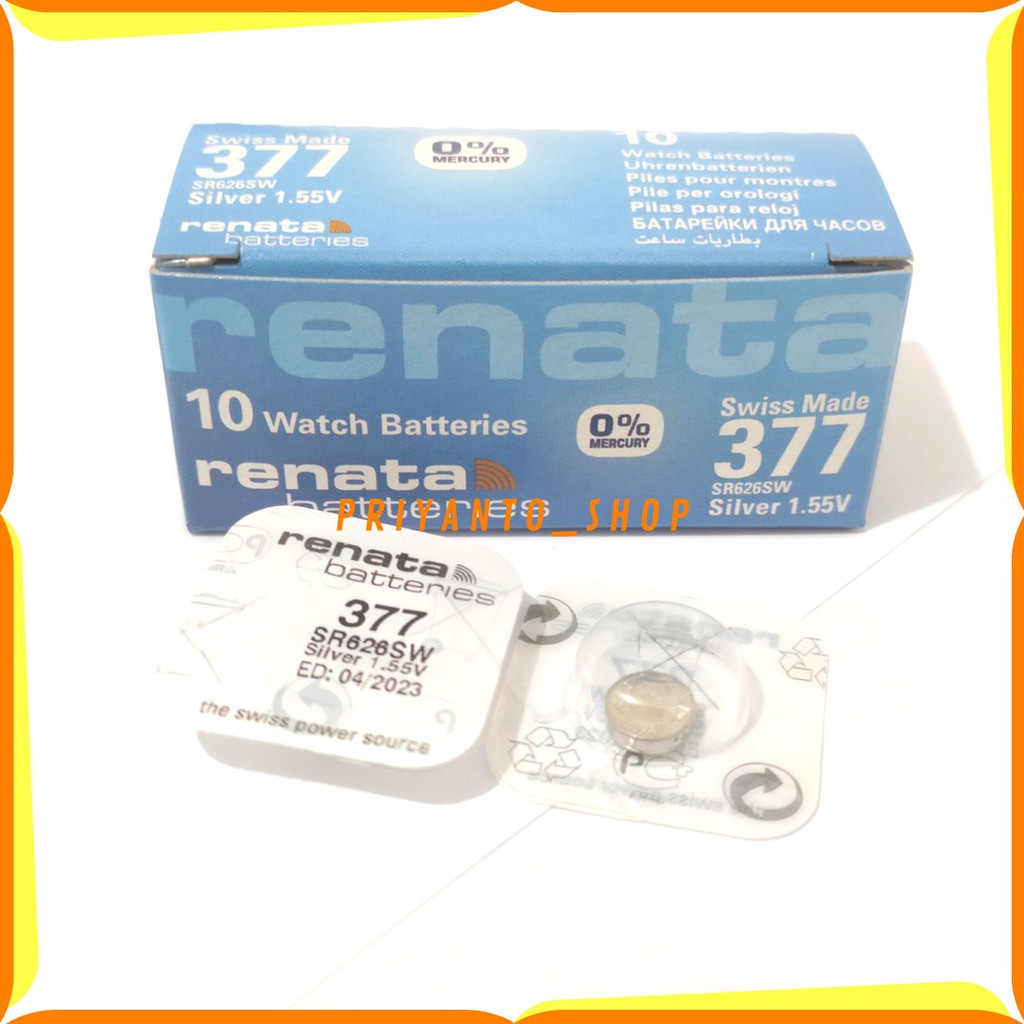 Swiss Made
377
SR626SW
Silver 1.55V
renata
batteries
0%
MERCURY
10
Watch Batteries
Uhrenbatterien
Piles pour montres
Pile per orologi
Pilas para reloj
БАТАРЕЙКИ ДЛЯ ЧАСОВ
بطاريات ساعت
renata
10 Watch Batteries
renata
batteries
0%
MERCURY
Swiss Made
377
SR626SW
Silver 1.55V
PRIYANTO_SHOP
renata
batteries
377
SR626SW
Silver 1.55V
ED: 04/2023
the swiss power source